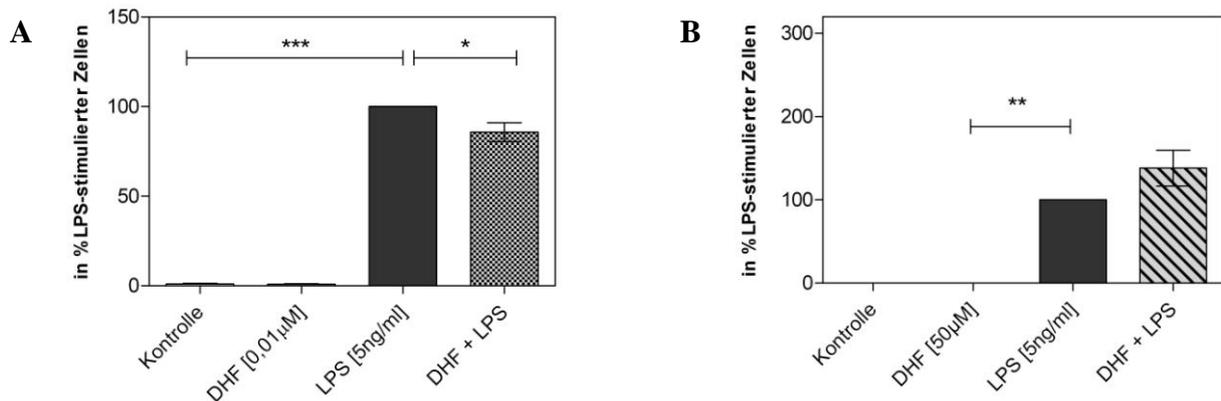 A
in %LPS-stimulierter Zellen
150
100
50
0
***
*
Kontrolle
DHF [0,01µM]
LPS [5ng/ml]
DHF + LPS
B
in %LPS-stimulierter Zellen
300
200
100
0
**
Kontrolle
DHF [50µM]
LPS [5ng/ml]
DHF + LPS